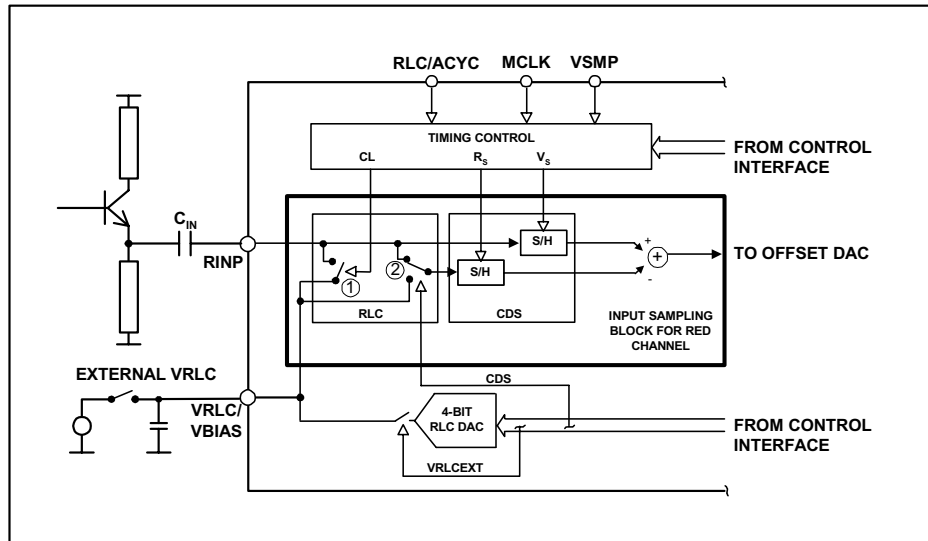 RLC/ACYC MCLK VSMP
TIMING CONTROL
CL RS VS
FROM CONTROL
INTERFACE
CIN
RINP
S/H
S/H
+
+
-
TO OFFSET DAC
1
2
RLC
CDS
INPUT SAMPLING
BLOCK FOR RED
CHANNEL
EXTERNAL VRLC
VRLC/
VBIAS
CDS
4-BIT
RLC DAC
VRLCEXT
FROM CONTROL
INTERFACE